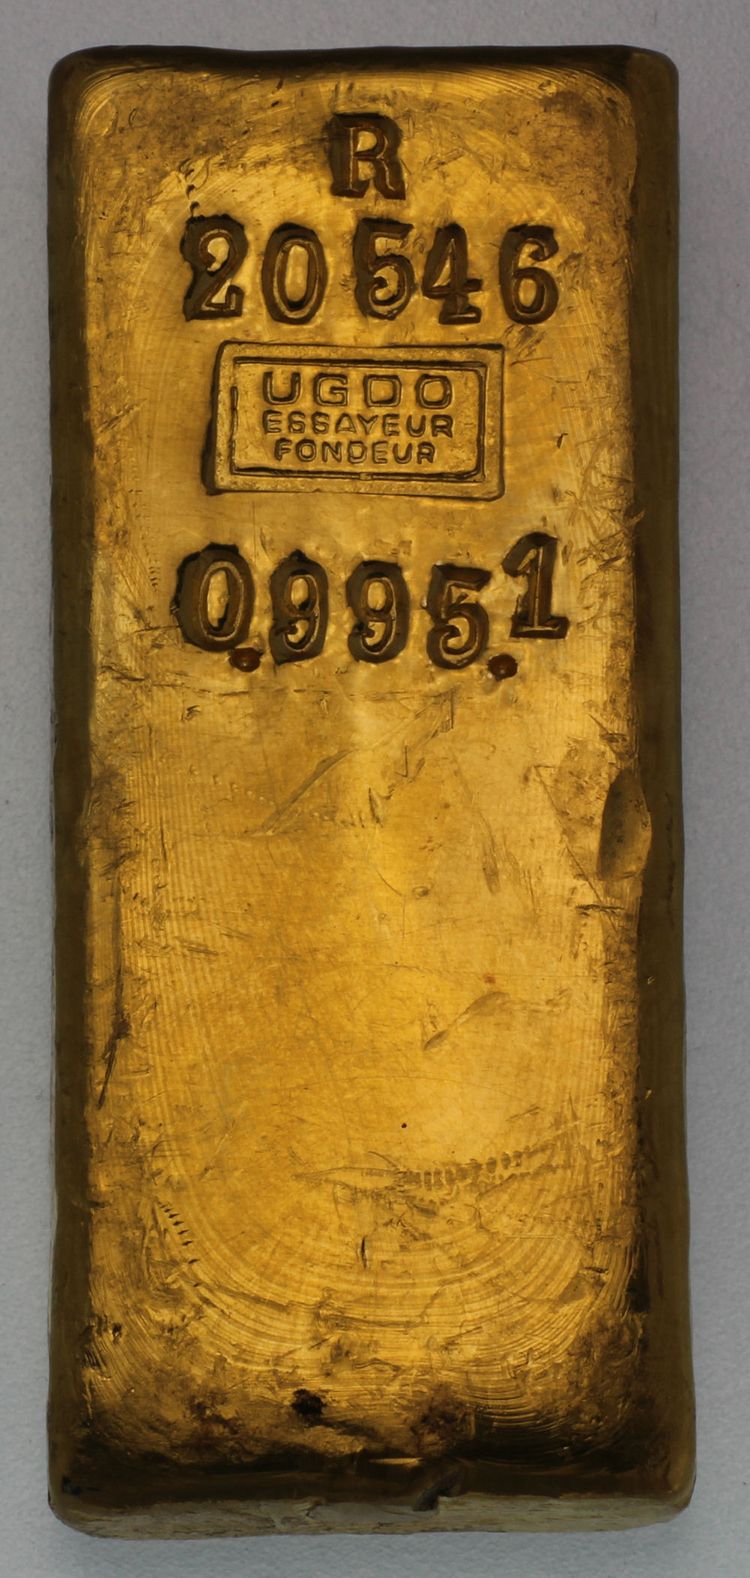 R
20546
UGDO
ESSAYEUR
FONDEUR
0.995.1